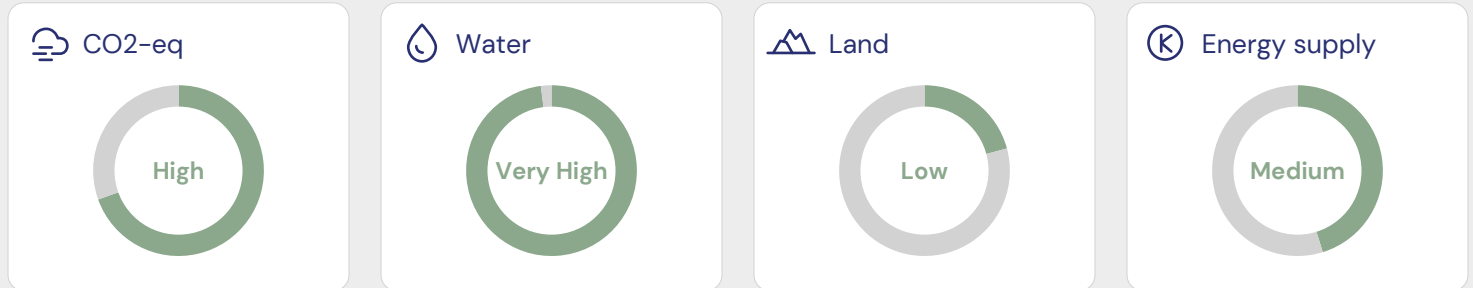 CO2-eq
High
Water
Very High
Land
Low
Energy supply
Medium